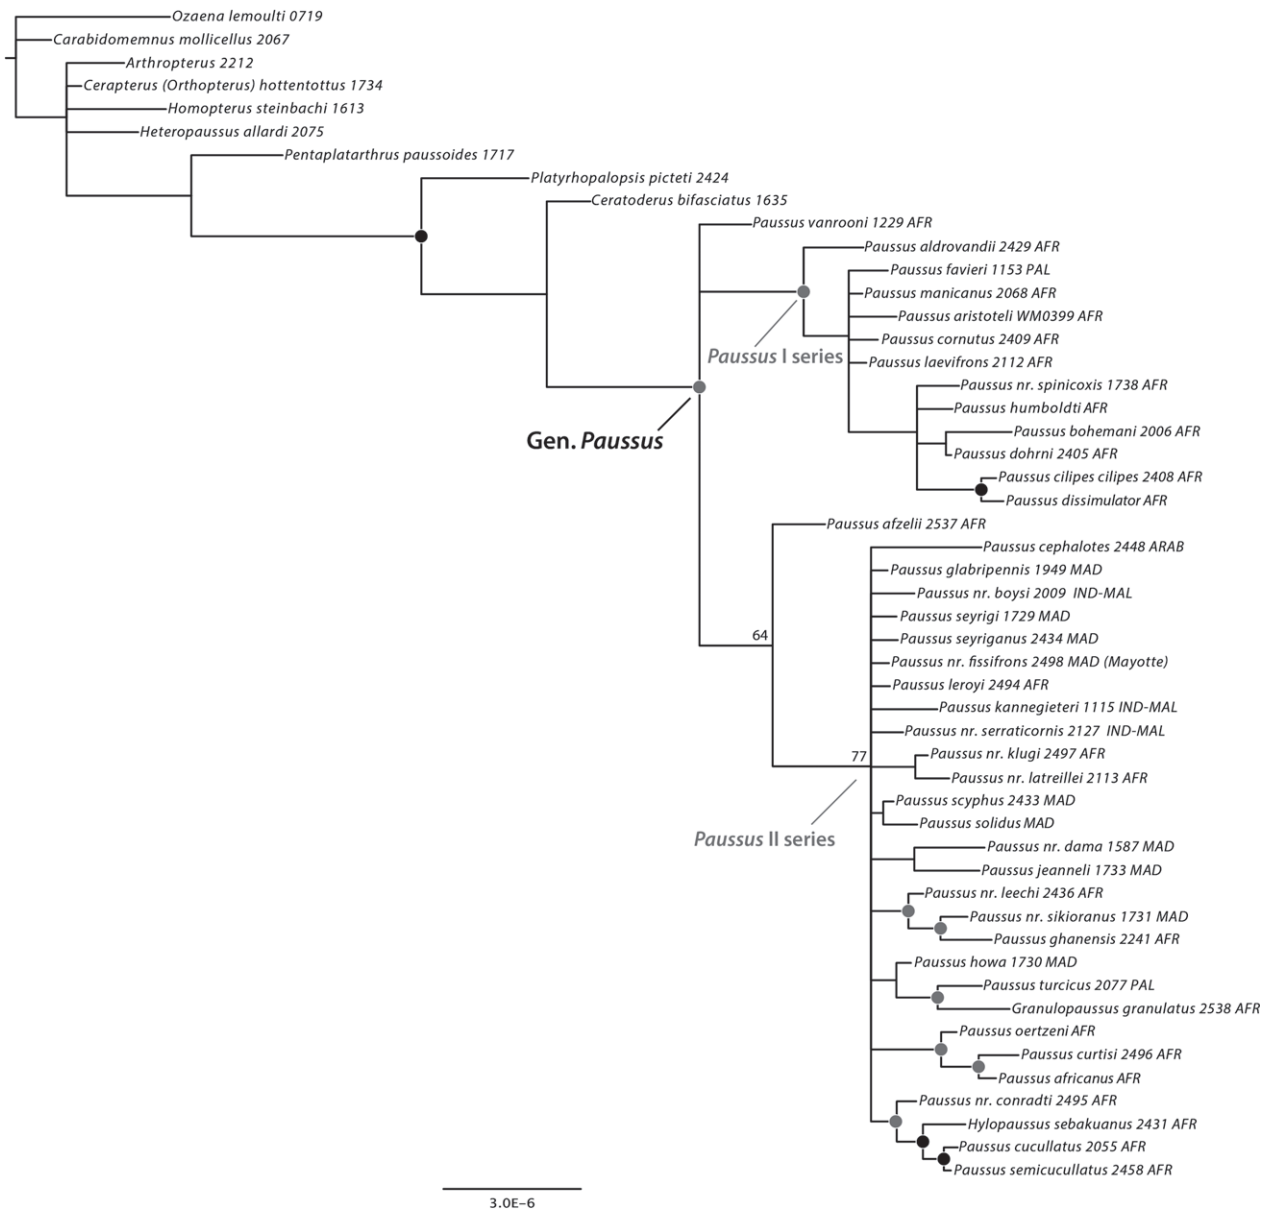 Ozaena lemoulti 0719
Carabidomemnus mollicellus 2067
Arthropterus 2212
Cerapterus (Orthopterus) hottentottus 1734
Homopterus steinbachi 1613
Heteropaussus allardi 2075
Pentaplatarthrus paussoides 1717
Platyrhopalopsis picteti 2424
Ceratoderus bifasciatus 1635
Paussus vanrooni 1229 AFR
Paussus aldrovandii 2429 AFR
Paussus favieri 1153 PAL
Paussus manicanus 2068 AFR
Paussus aristoteli WM0399 AFR
Paussus cornutus 2409 AFR
Paussus I series
Paussus laevifrons 2112 AFR
Paussus nr. spinicoxis 1738 AFR
Paussus humboldti AFR
Gen. Paussus
Paussus bohemani 2006 AFR
Paussus dohrni 2405 AFR
Paussus cilipes cilipes 2408 AFR
Paussus dissimulator AFR
Paussus afzelii 2537 AFR
Paussus cephalotes 2448 ARAB
Paussus glabripennis 1949 MAD
Paussus nr. boysi 2009 IND-MAL
Paussus seyrigi 1729 MAD
64
Paussus seyriganus 2434 MAD
Paussus nr. fissifrons 2498 MAD (Mayotte)
Paussus leroyi 2494 AFR
Paussus kannegieteri 1115 IND-MAL
Paussus nr. serraticornis 2127 IND-MAL
77
Paussus nr. klugi 2497 AFR
Paussus nr. latreillei 2113 AFR
Paussus scyphus 2433 MAD
Paussus solidus MAD
Paussus II series
Paussus nr. dama 1587 MAD
Paussus jeanneli 1733 MAD
Paussus nr. leechi 2436 AFR
Paussus nr. sikioranus 1731 MAD
Paussus ghanensis 2241 AFR
Paussus howa 1730 MAD
Paussus turcicus 2077 PAL
Granulopaussus granulatus 2538 AFR
Paussus oertzeni AFR
Paussus curtisi 2496 AFR
Paussus africanus AFR
Paussus nr. conradti 2495 AFR
Hylopaussus sebakuanus 2431 AFR
Paussus cucullatus 2055 AFR
Paussus semicucullatus 2458 AFR
3.0E-6